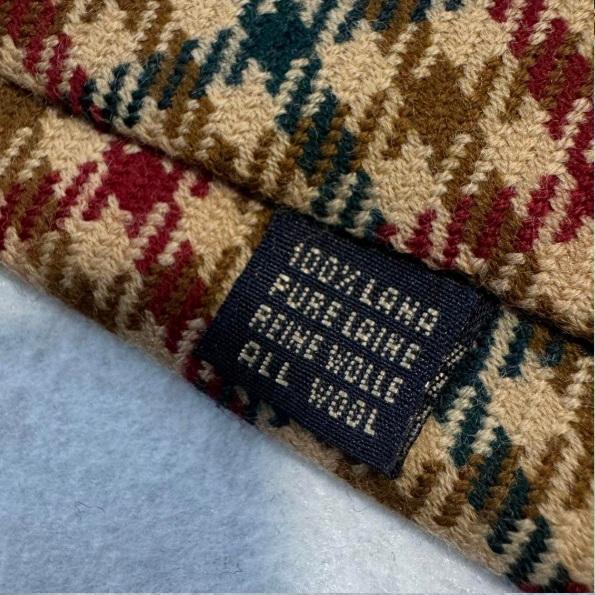 100% LANA
PURE LAINE
REINE WOLLE
ALL WOOL